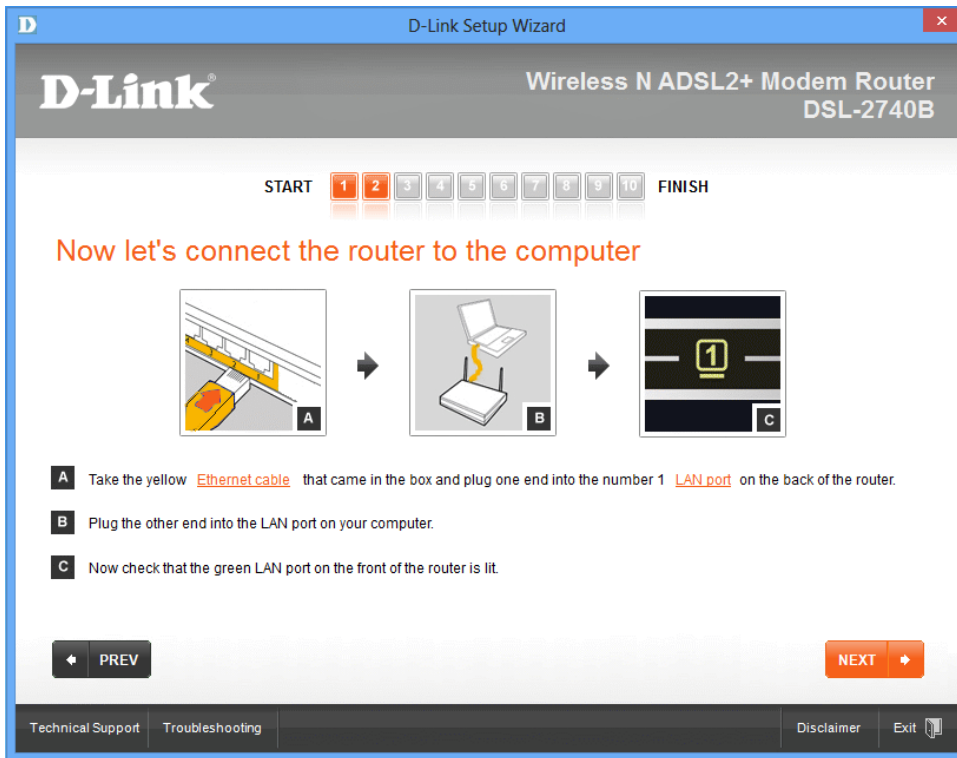 D-Link Setup Wizard
D-Link®
Wireless N ADSL2+ Modem Router
DSL-2740B
START 1 2 3 4 5 6 7 8 9 10 FINISH
Now let's connect the router to the computer
4 2 1
A
B
1
C
A Take the yellow Ethernet cable that came in the box and plug one end into the number 1 LAN port on the back of the router.
B Plug the other end into the LAN port on your computer.
C Now check that the green LAN port on the front of the router is lit.
PREV
NEXT
Technical Support Troubleshooting Disclaimer Exit